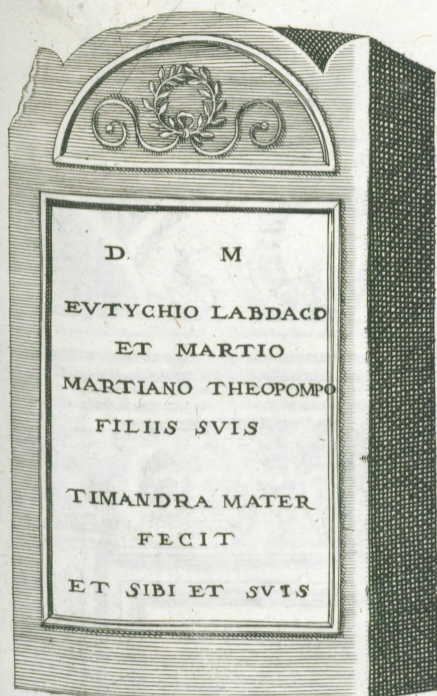 D. M
EVTYCHIO LABDACO
ET MARTIO
MARTIANO THEOPOMPO
FILIIS SVIS
TIMANDRA MATER
FECIT
ET SIBI ET SVIS